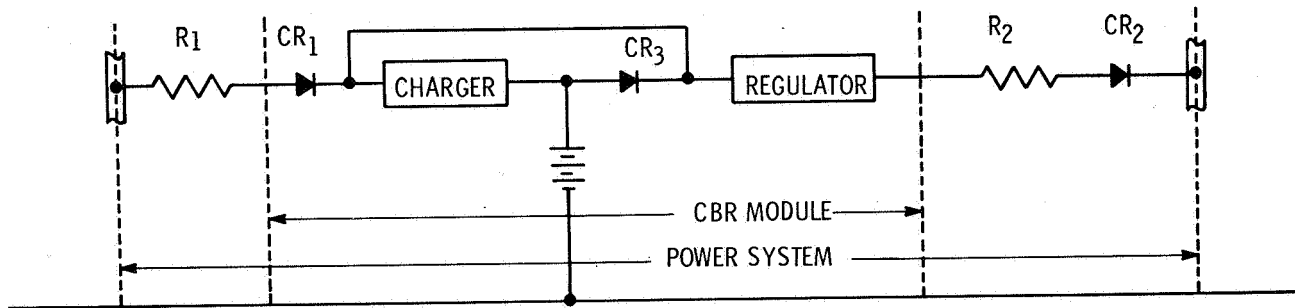 R1
CR1
CHARGER
CR3
REGULATOR
R2
CR2
CBR MODULE
POWER SYSTEM